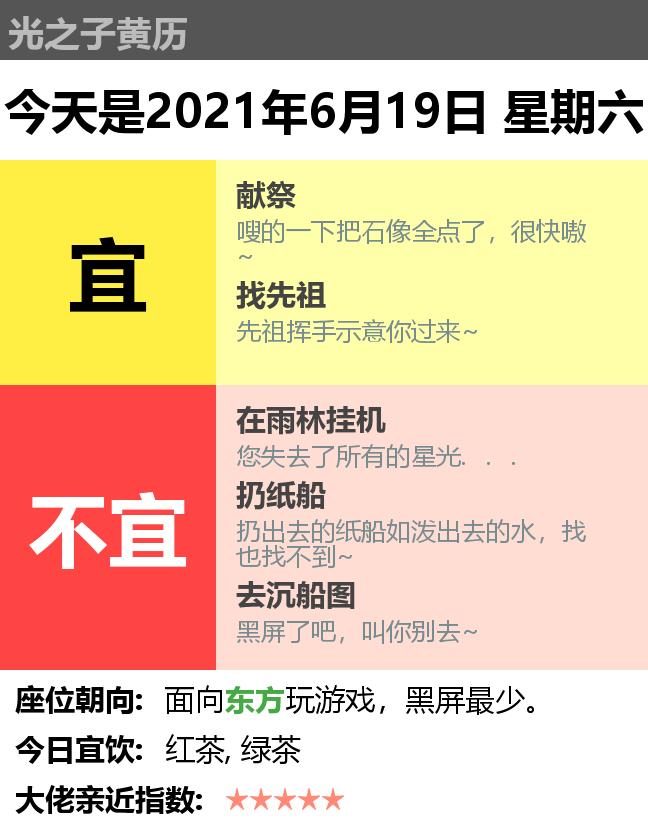 光之子黄历
今天是2021年6月19日 星期六
宜
献祭
嗖的一下把石像全点了，很快嗷
~
找先祖
先祖挥手示意你过来~
不宜
在雨林挂机
您失去了所有的星光. . .
扔纸船
扔出去的纸船如泼出去的水，找
也找不到~
去沉船图
黑屏了吧，叫你别去~
座位朝向: 面向东方玩游戏，黑屏最少。
今日宜饮: 红茶, 绿茶
大佬亲近指数: ★★★★★